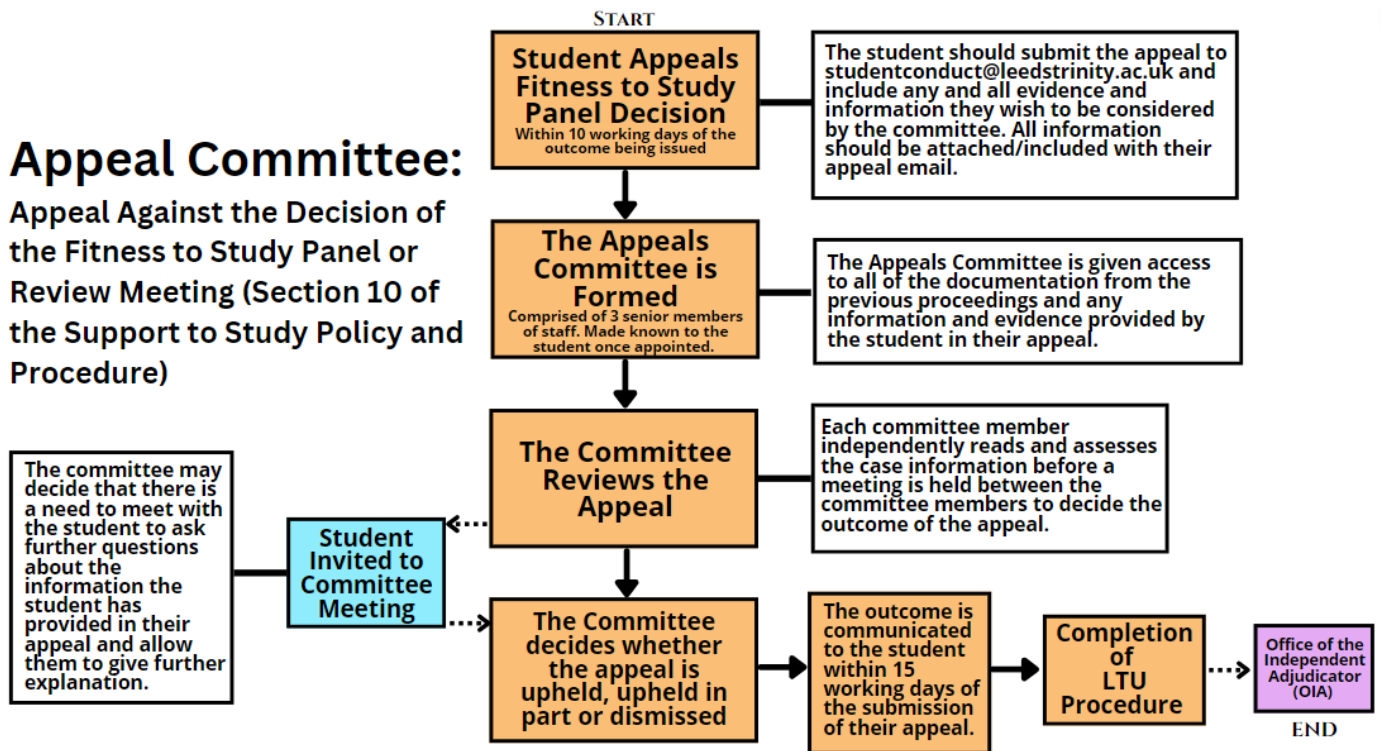 START
Student Appeals
Fitness to Study
Panel Decision
Within 10 working days of the
outcome being issued
The student should submit the appeal to
studentconduct@leedstrinity.ac.uk and
include any and all evidence and
information they wish to be considered
by the committee. All information
should be attached/included with their
appeal email.
Appeal Committee:
Appeal Against the Decision of
the Fitness to Study Panel or
Review Meeting (Section 10 of
the Support to Study Policy and
Procedure)
The Appeals
Committee is
Formed
Comprised of 3 senior members
of staff. Made known to the
student once appointed.
The Appeals Committee is given access
to all of the documentation from the
previous proceedings and any
information and evidence provided by
the student in their appeal.
The Committee
Reviews the
Appeal
Each committee member
independently reads and assesses
the case information before a
meeting is held between the
committee members to decide the
outcome of the appeal.
The committee may
decide that there is
a need to meet with
the student to ask
further questions
about the
information the
student has
provided in their
appeal and allow
them to give further
explanation.
Student
Invited to
Committee
Meeting
The Committee
decides whether
the appeal is
upheld, upheld in
part or dismissed
The outcome is
communicated
to the student
within 15
working days of
the submission
of their appeal.
Completion
of
LTU
Procedure
Office of the
Independent
Adjudicator
(OIA)
END